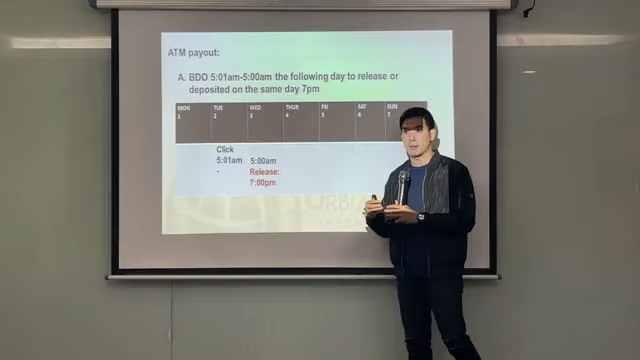 ATM payout:
A. BDO 5:01am-5:00am the following day to release or
deposited on the same day 7pm
MON TUE WED THUR FRI SAT SUN
1 2 3 4 5 6 7
Click
5:01am 5:00am
- Release:
7:00pm